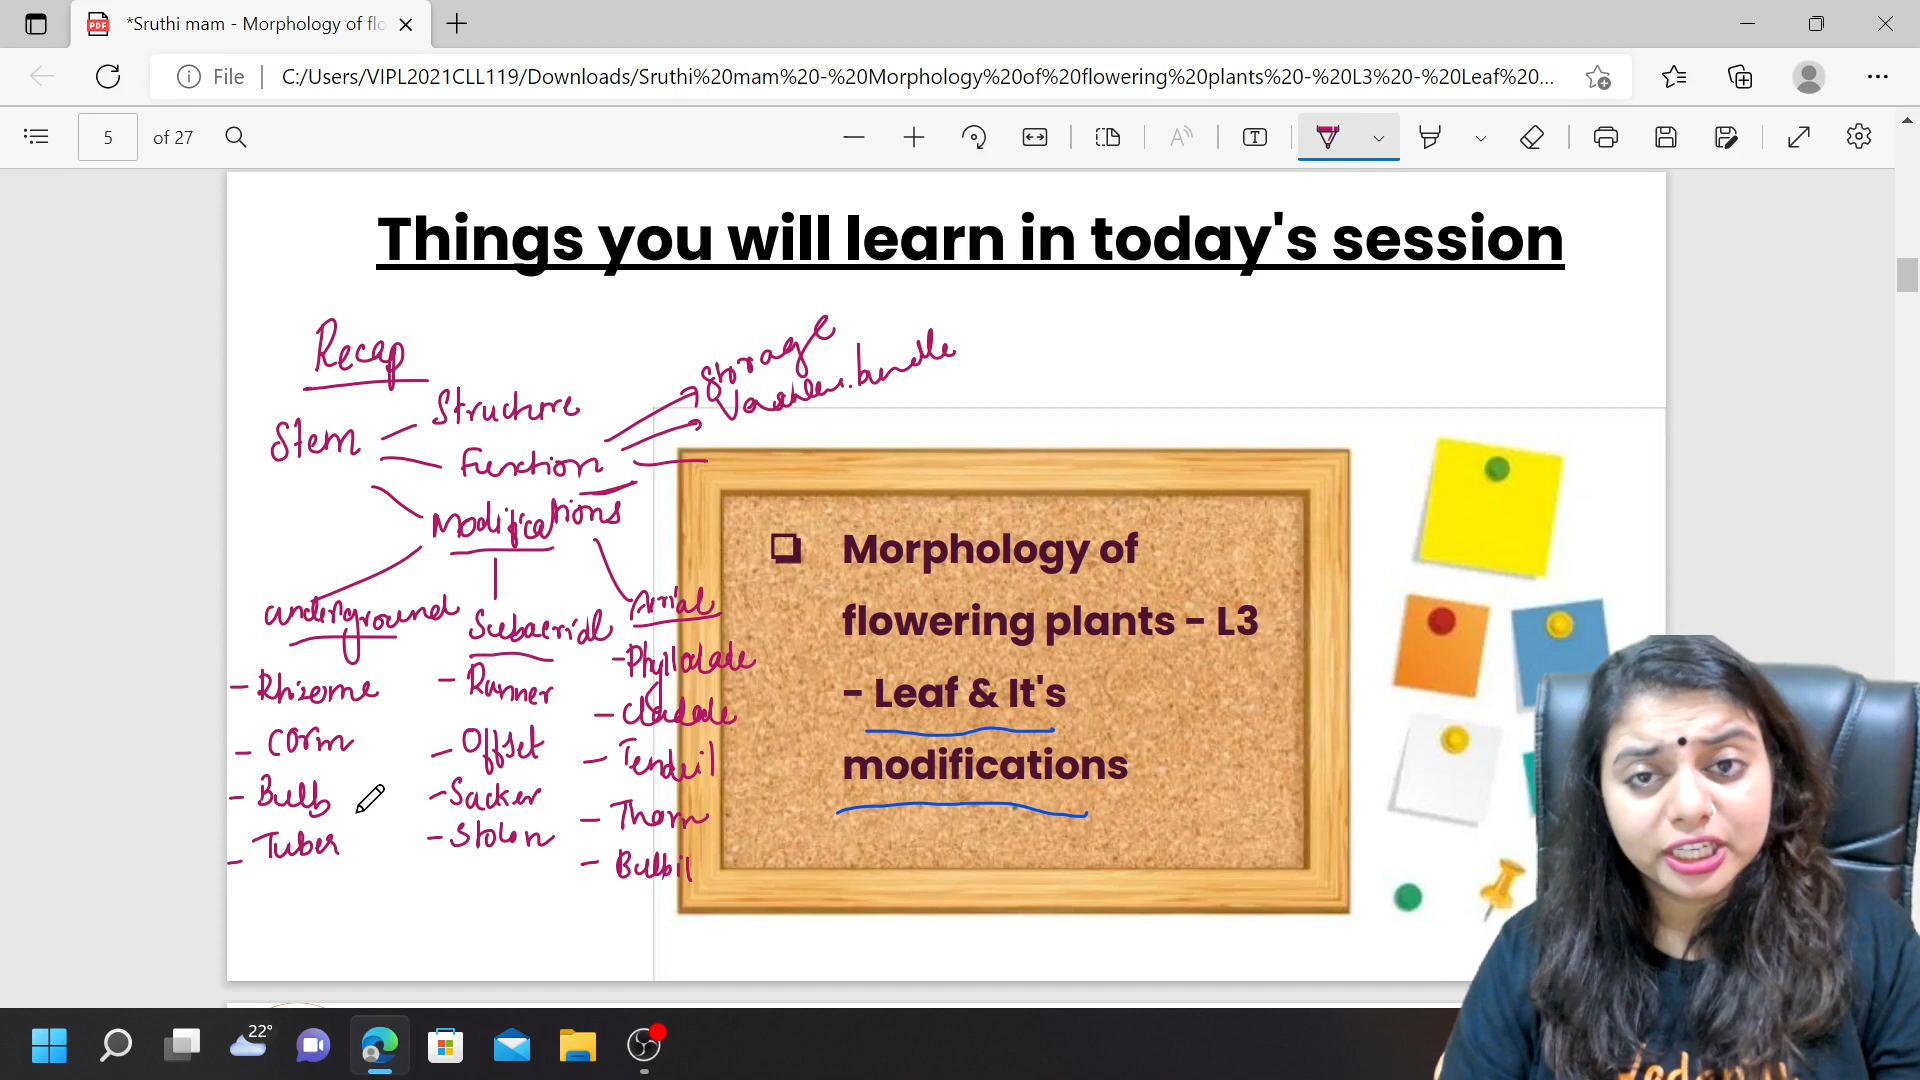 *Sruthi mam - Morphology of flo
File
C:/Users/VIPL2021CLL119/Downloads/Sruthi%20mam%20-%20Morphology%20of%20flowering%20plants%20-%20L3%20-%20Leaf%20...
5 of 27
Things you will learn in today's session
Recap
Storage
bundle
Stem
Structure
Function
Modifications
underground
Subaerial
Arial
- Rhizome
- Corm
- Bulb
- Tuber
- Runner
- Offset
- Sacker
- Stolon
- Phylloclade
- Cladode
- Tendril
- Thorn
- Bulbil
Morphology of
flowering plants - L3
- Leaf & It's
modifications
22°